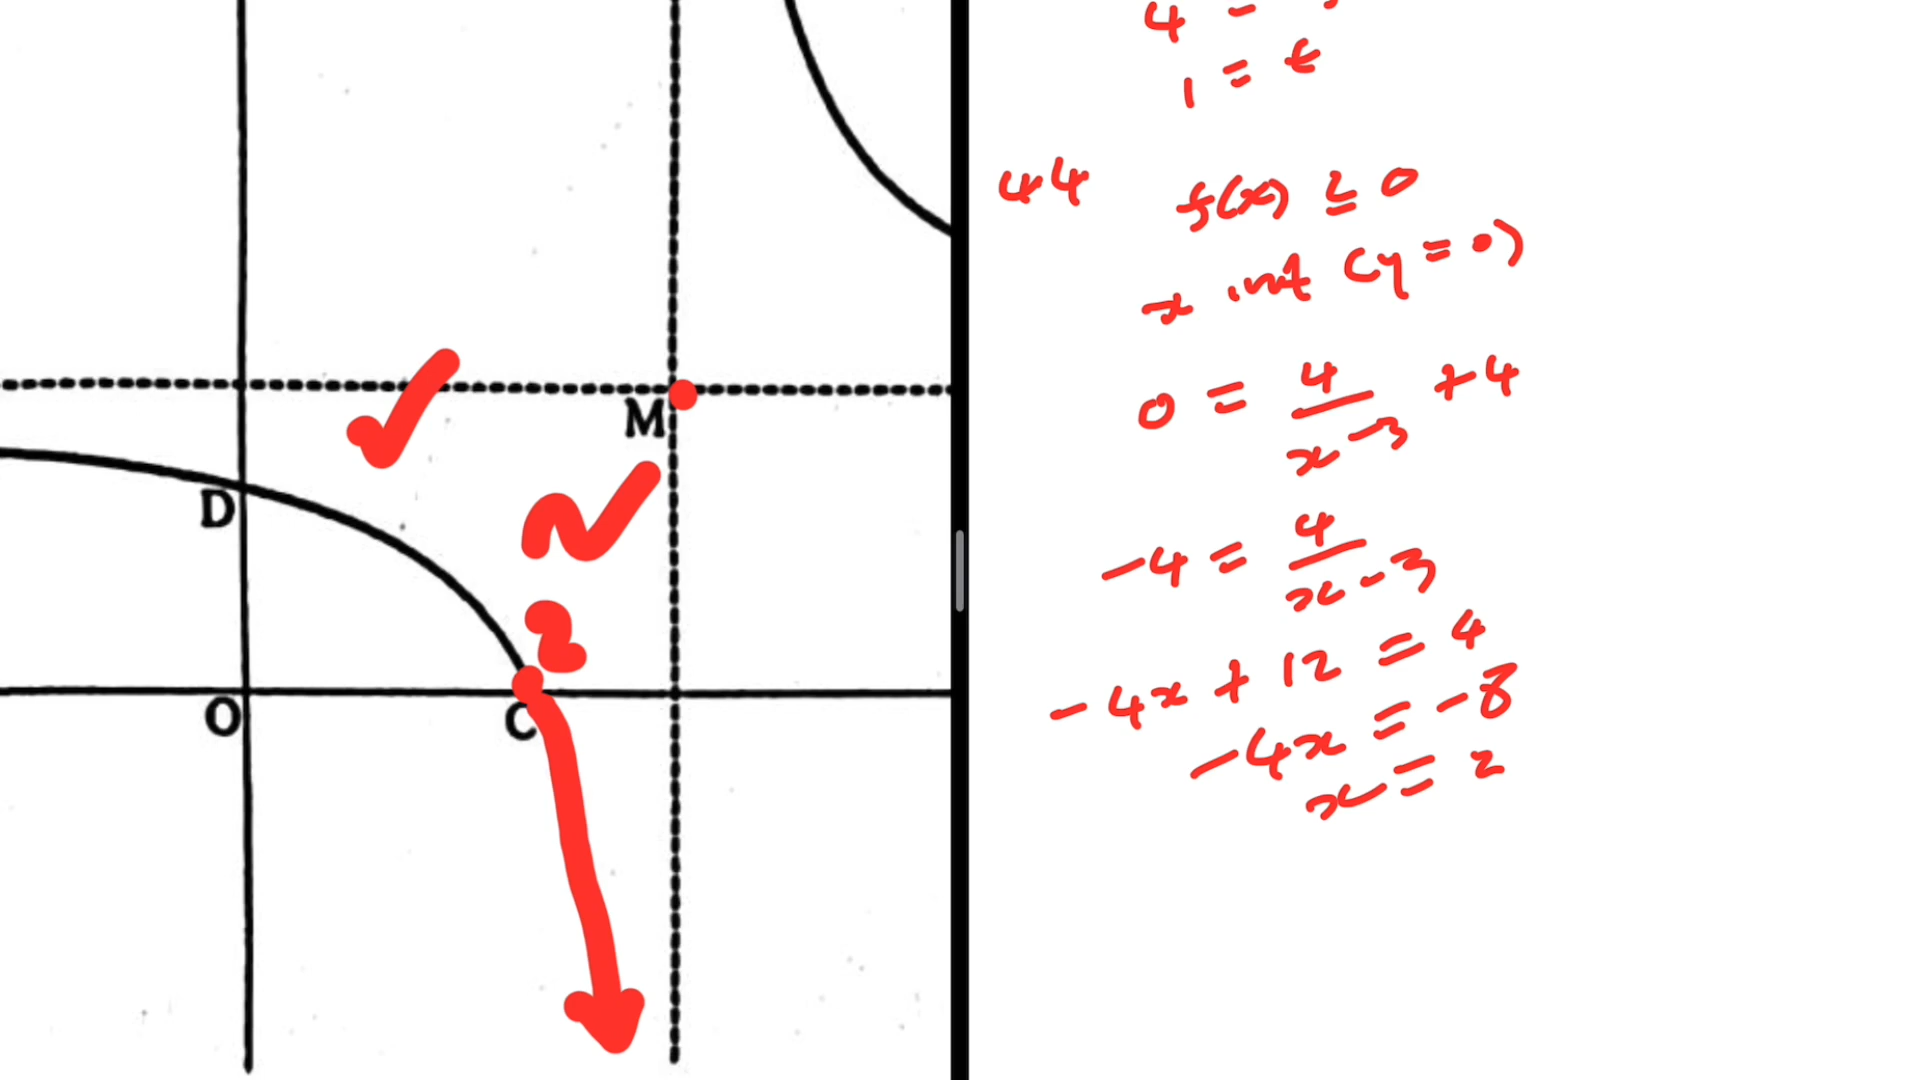 M
D
2
O
C
4 =
1 = t
44 f(x) ≥ 0
x int (y = 0)
0 = 4/(x - 3) + 4
-4 = 4/(x - 3)
-4x + 12 = 4
-4x = -8
x = 2